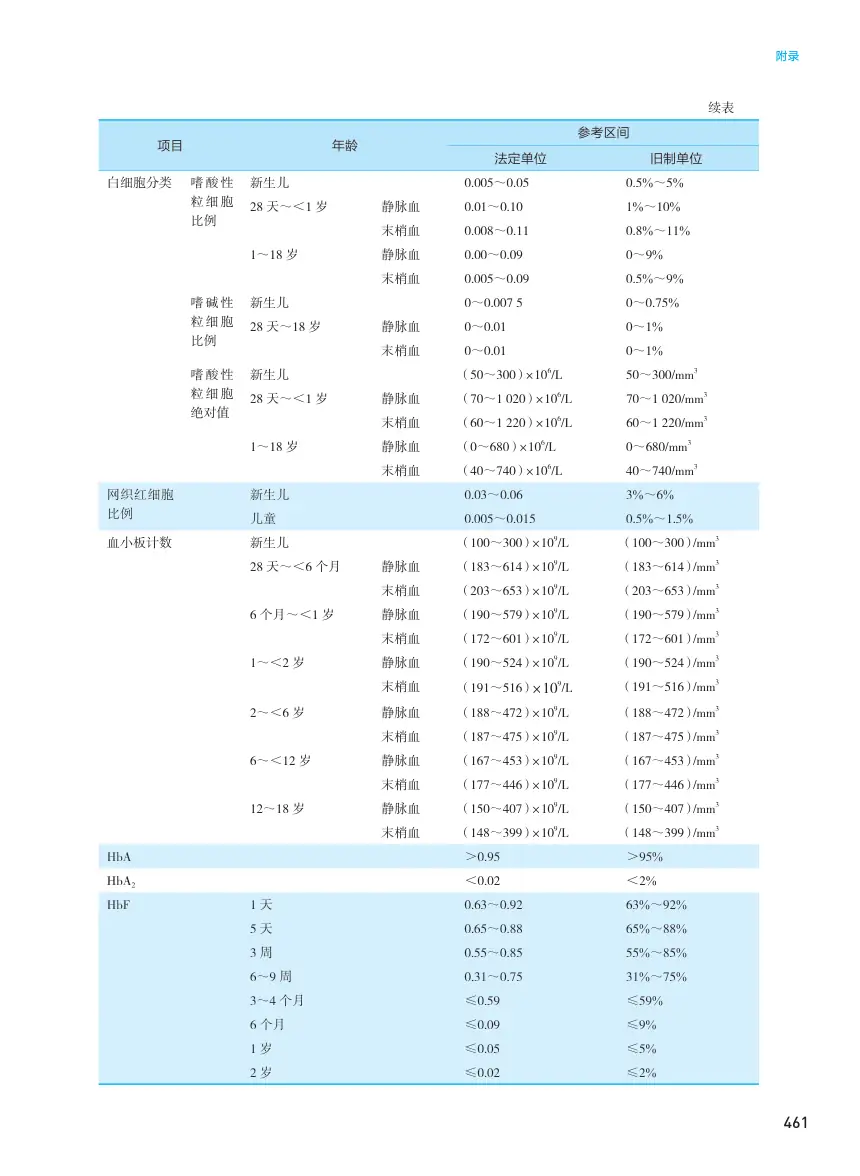 附录
续表
项目 年龄 参考区间
法定单位 旧制单位
白细胞分类 嗜酸性粒细胞比例 新生儿 0.005～0.05 0.5%～5%
28 天～＜1 岁 静脉血 0.01～0.10 1%～10%
末梢血 0.008～0.11 0.8%～11%
1～18 岁 静脉血 0.00～0.09 0～9%
末梢血 0.005～0.09 0.5%～9%
嗜碱性粒细胞比例 新生儿 0～0.007 5 0～0.75%
28 天～18 岁 静脉血 0～0.01 0～1%
末梢血 0～0.01 0～1%
嗜酸性粒细胞绝对值 新生儿 （50～300）×10⁶/L 50～300/mm³
28 天～＜1 岁 静脉血 （70～1 020）×10⁶/L 70～1 020/mm³
末梢血 （60～1 220）×10⁶/L 60～1 220/mm³
1～18 岁 静脉血 （0～680）×10⁶/L 0～680/mm³
末梢血 （40～740）×10⁶/L 40～740/mm³
网织红细胞比例 新生儿 0.03～0.06 3%～6%
儿童 0.005～0.015 0.5%～1.5%
血小板计数 新生儿 （100～300）×10⁹/L （100～300）/mm³
28 天～＜6 个月 静脉血 （183～614）×10⁹/L （183～614）/mm³
末梢血 （203～653）×10⁹/L （203～653）/mm³
6 个月～＜1 岁 静脉血 （190～579）×10⁹/L （190～579）/mm³
末梢血 （172～601）×10⁹/L （172～601）/mm³
1～＜2 岁 静脉血 （190～524）×10⁹/L （190～524）/mm³
末梢血 （191～516）×10⁹/L （191～516）/mm³
2～＜6 岁 静脉血 （188～472）×10⁹/L （188～472）/mm³
末梢血 （187～475）×10⁹/L （187～475）/mm³
6～＜12 岁 静脉血 （167～453）×10⁹/L （167～453）/mm³
末梢血 （177～446）×10⁹/L （177～446）/mm³
12～18 岁 静脉血 （150～407）×10⁹/L （150～407）/mm³
末梢血 （148～399）×10⁹/L （148～399）/mm³
HbA ＞0.95 ＞95%
HbA₂ ＜0.02 ＜2%
HbF 1 天 0.63～0.92 63%～92%
5 天 0.65～0.88 65%～88%
3 周 0.55～0.85 55%～85%
6～9 周 0.31～0.75 31%～75%
3～4 个月 ≤0.59 ≤59%
6 个月 ≤0.09 ≤9%
1 岁 ≤0.05 ≤5%
2 岁 ≤0.02 ≤2%
461